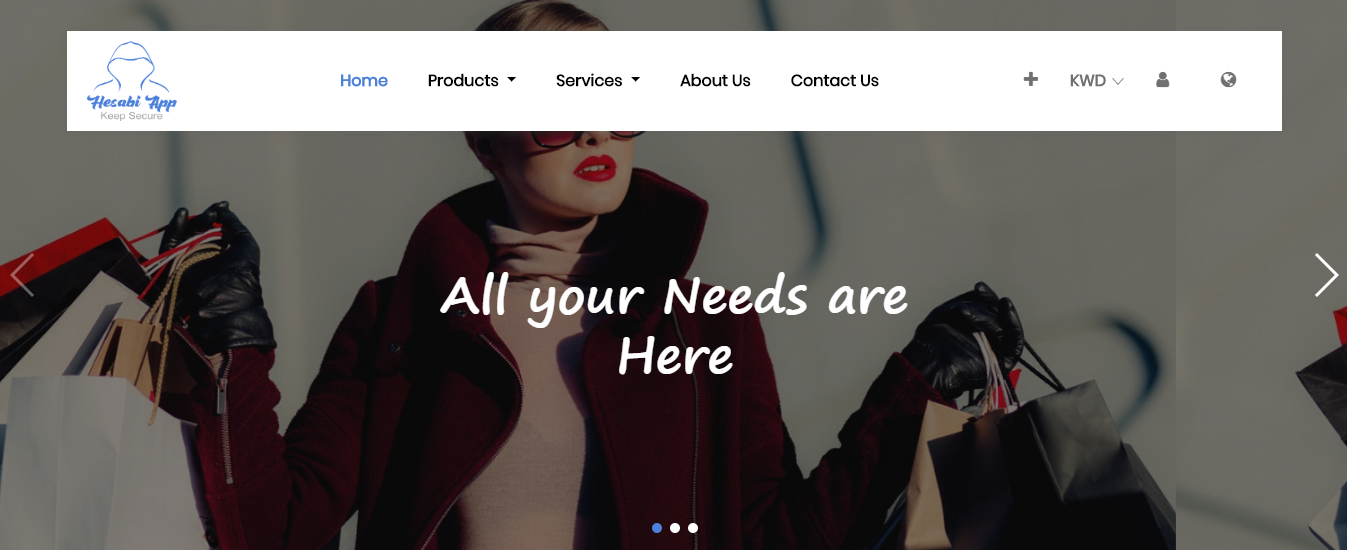 Hesabi App
Keep Secure
Home
Products
Services
About Us
Contact Us
KWD
All your Needs are
Here